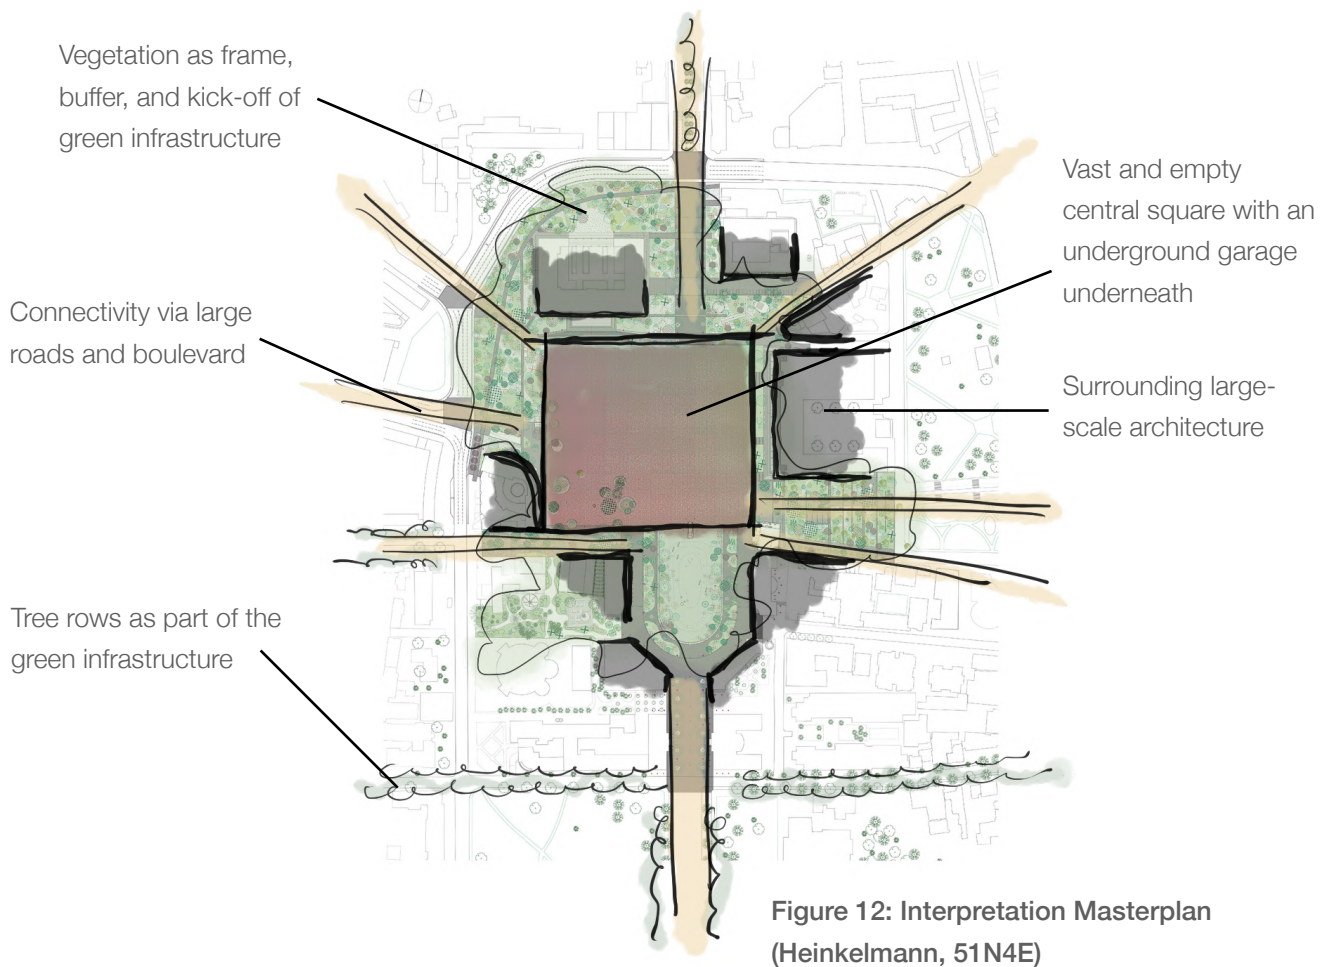 Vegetation as frame,
buffer, and kick-off of
green infrastructure
Vast and empty
central square with an
underground garage
underneath
Connectivity via large
roads and boulevard
Surrounding large-
scale architecture
Tree rows as part of the
green infrastructure
Figure 12: Interpretation Masterplan
(Heinkelmann, 51N4E)